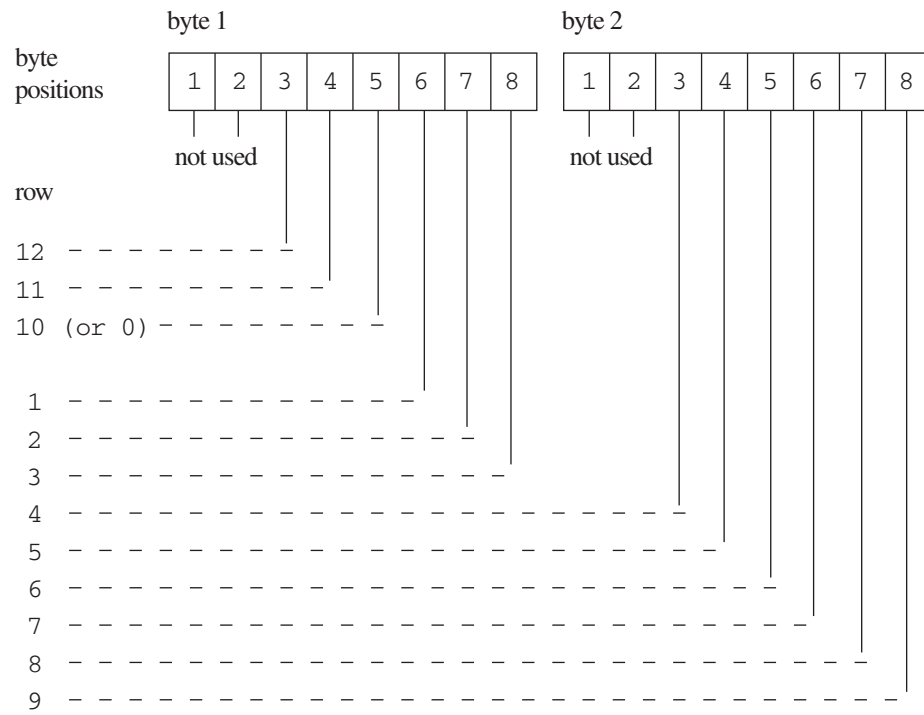 byte 1 byte 2
byte
positions
1 2 3 4 5 6 7 8 1 2 3 4 5 6 7 8
not used not used
row
12
11
10 (or 0)
1
2
3
4
5
6
7
8
9